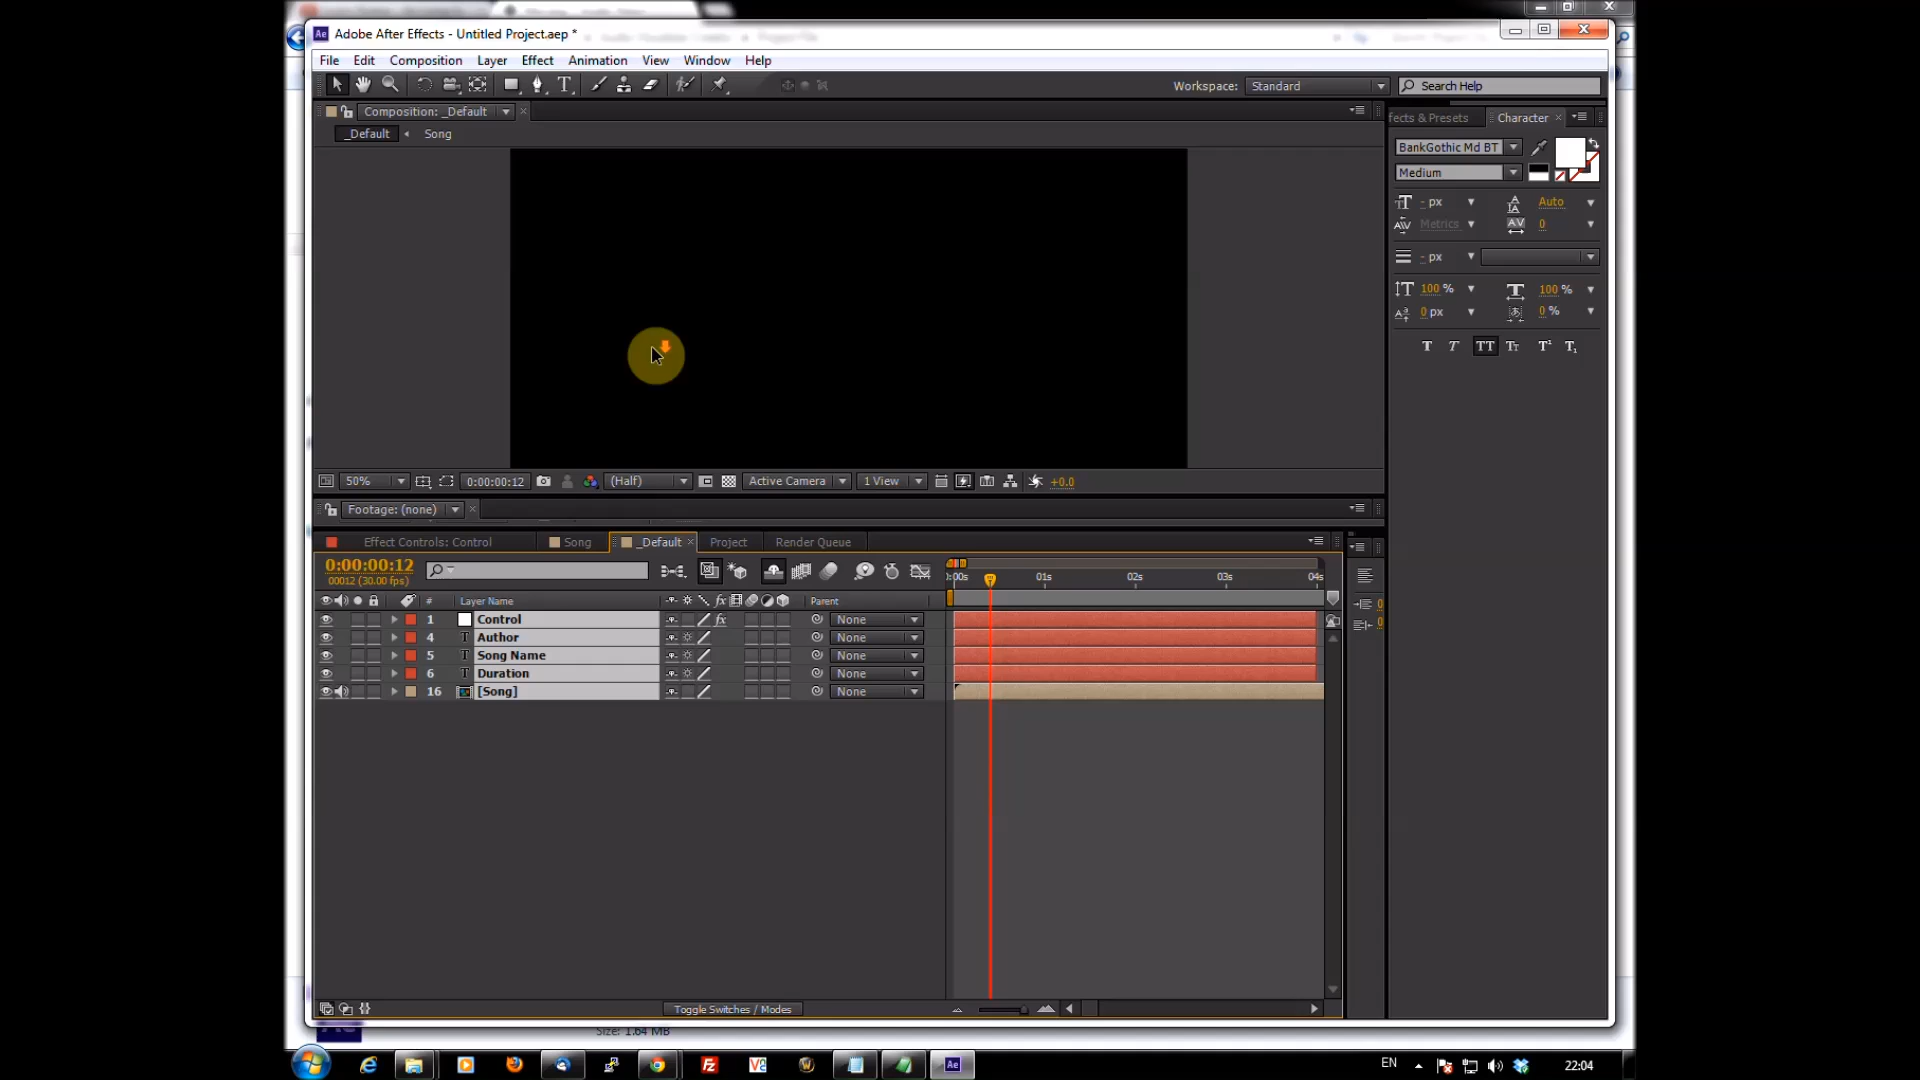 Adobe After Effects - Untitled Project.aep *
File Edit Composition Layer Effect Animation View Window Help
Workspace: Standard Search Help
Composition: _Default
fects & Presets Character
_Default Song
BankGothic Md BT
Medium
- px Auto
Metrics 0
- px
100 % 100 %
0 px 0 %
T T TT Tt T¹ T₁
50% 0:00:00:12 (Half) Active Camera 1 View +0.0
Footage: (none)
Effect Controls: Control Song _Default Project Render Queue
0:00:00:12
00012 (30.00 fps)
):00s 01s 02s 03s 04s
# Layer Name Parent
1 Control None
4 Author None
5 Song Name None
6 Duration None
16 [Song] None
Toggle Switches / Modes
Size: 1.64 MB
EN 22:04